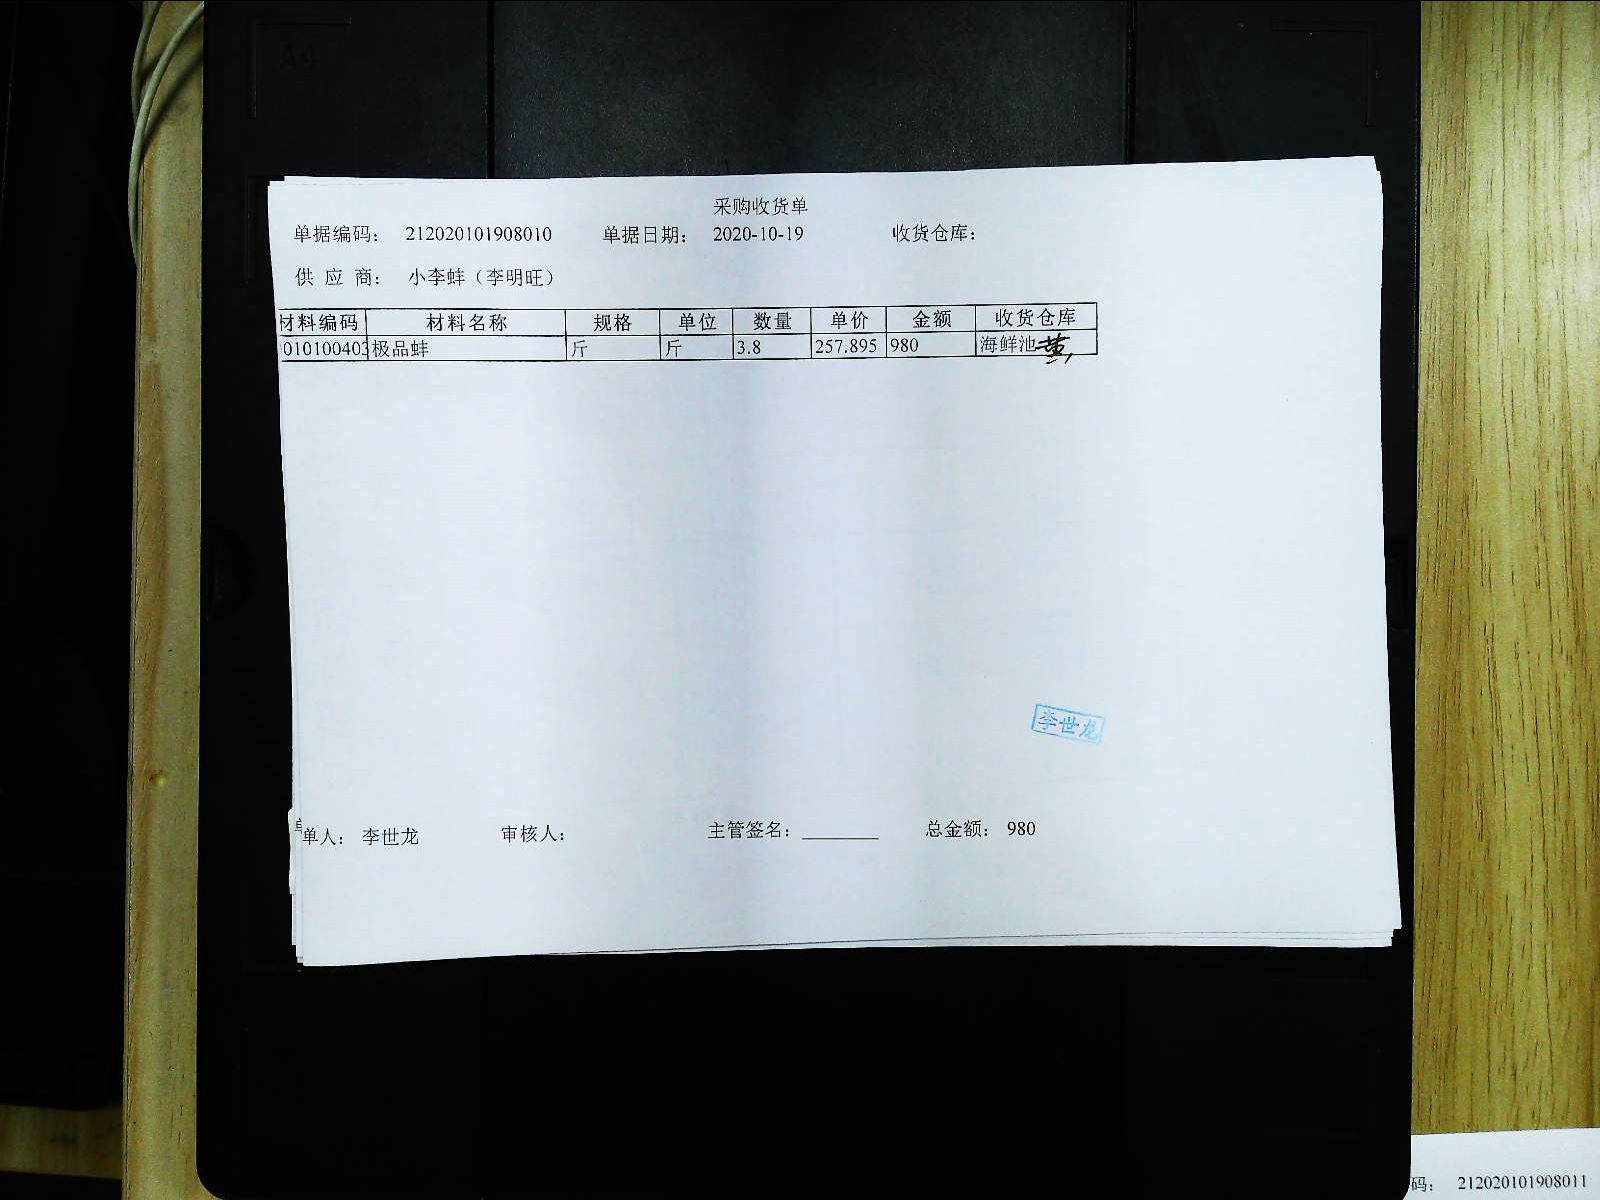 采购收货单
单据编码： 212020101908010 单据日期： 2020-10-19 收货仓库：
供 应 商： 小李蚌（李明旺）
材料编码 材料名称 规格 单位 数量 单价 金额 收货仓库
010100403 极品蚌 斤 斤 3.8 257.895 980 海鲜池
李世龙
单人： 李世龙 审核人： 主管签名： ________ 总金额： 980
码： 212020101908011